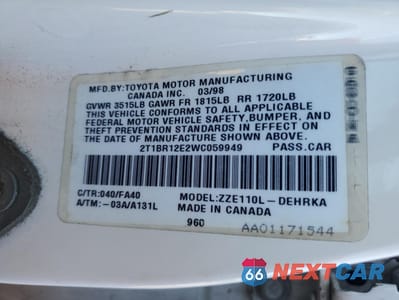 MFD.BY:TOYOTA MOTOR MANUFACTURING
CANADA INC. 03/98
GVWR 3515LB GAWR FR 1815LB RR 1720LB
THIS VEHICLE CONFORMS TO ALL APPLICABLE
FEDERAL MOTOR VEHICLE SAFETY,BUMPER, AND
THEFT PREVENTION STANDARDS IN EFFECT ON
THE DATE OF MANUFACTURE SHOWN ABOVE.
2T1BR12E2WC059949 PASS.CAR
C/TR:040/FA40 MODEL:ZZE110L-DEHRKA
A/TM:-03A/A131L MADE IN CANADA
960 AA01171544
66 NEXTCAR